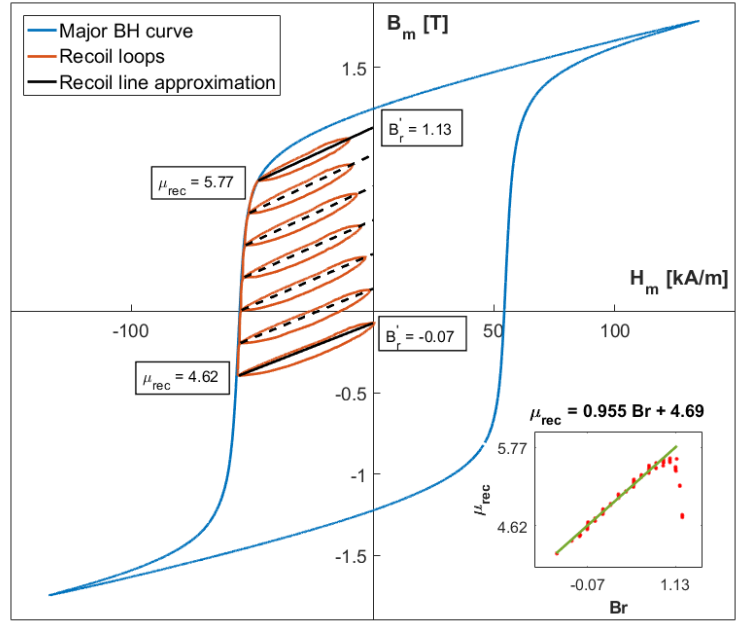 Major BH curve
Recoil loops
Recoil line approximation
B_m [T]
1.5
B_r' = 1.13
μ_rec = 5.77
H_m [kA/m]
-100
50
100
B_r' = -0.07
μ_rec = 4.62
-0.5
-1
-1.5
μ_rec = 0.955 Br + 4.69
5.77
4.62
μ_rec
-0.07
1.13
Br